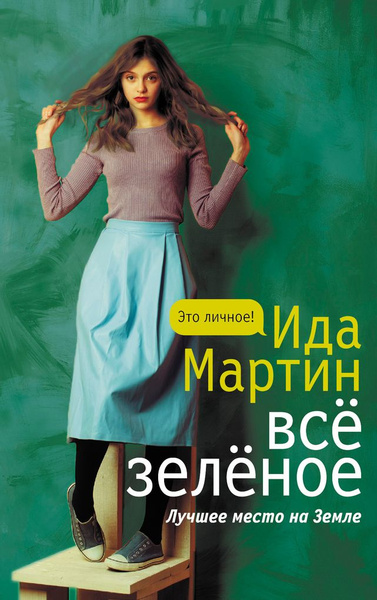 Это личное!
Ида
Мартин
всё
зелёное
Лучшее место на Земле